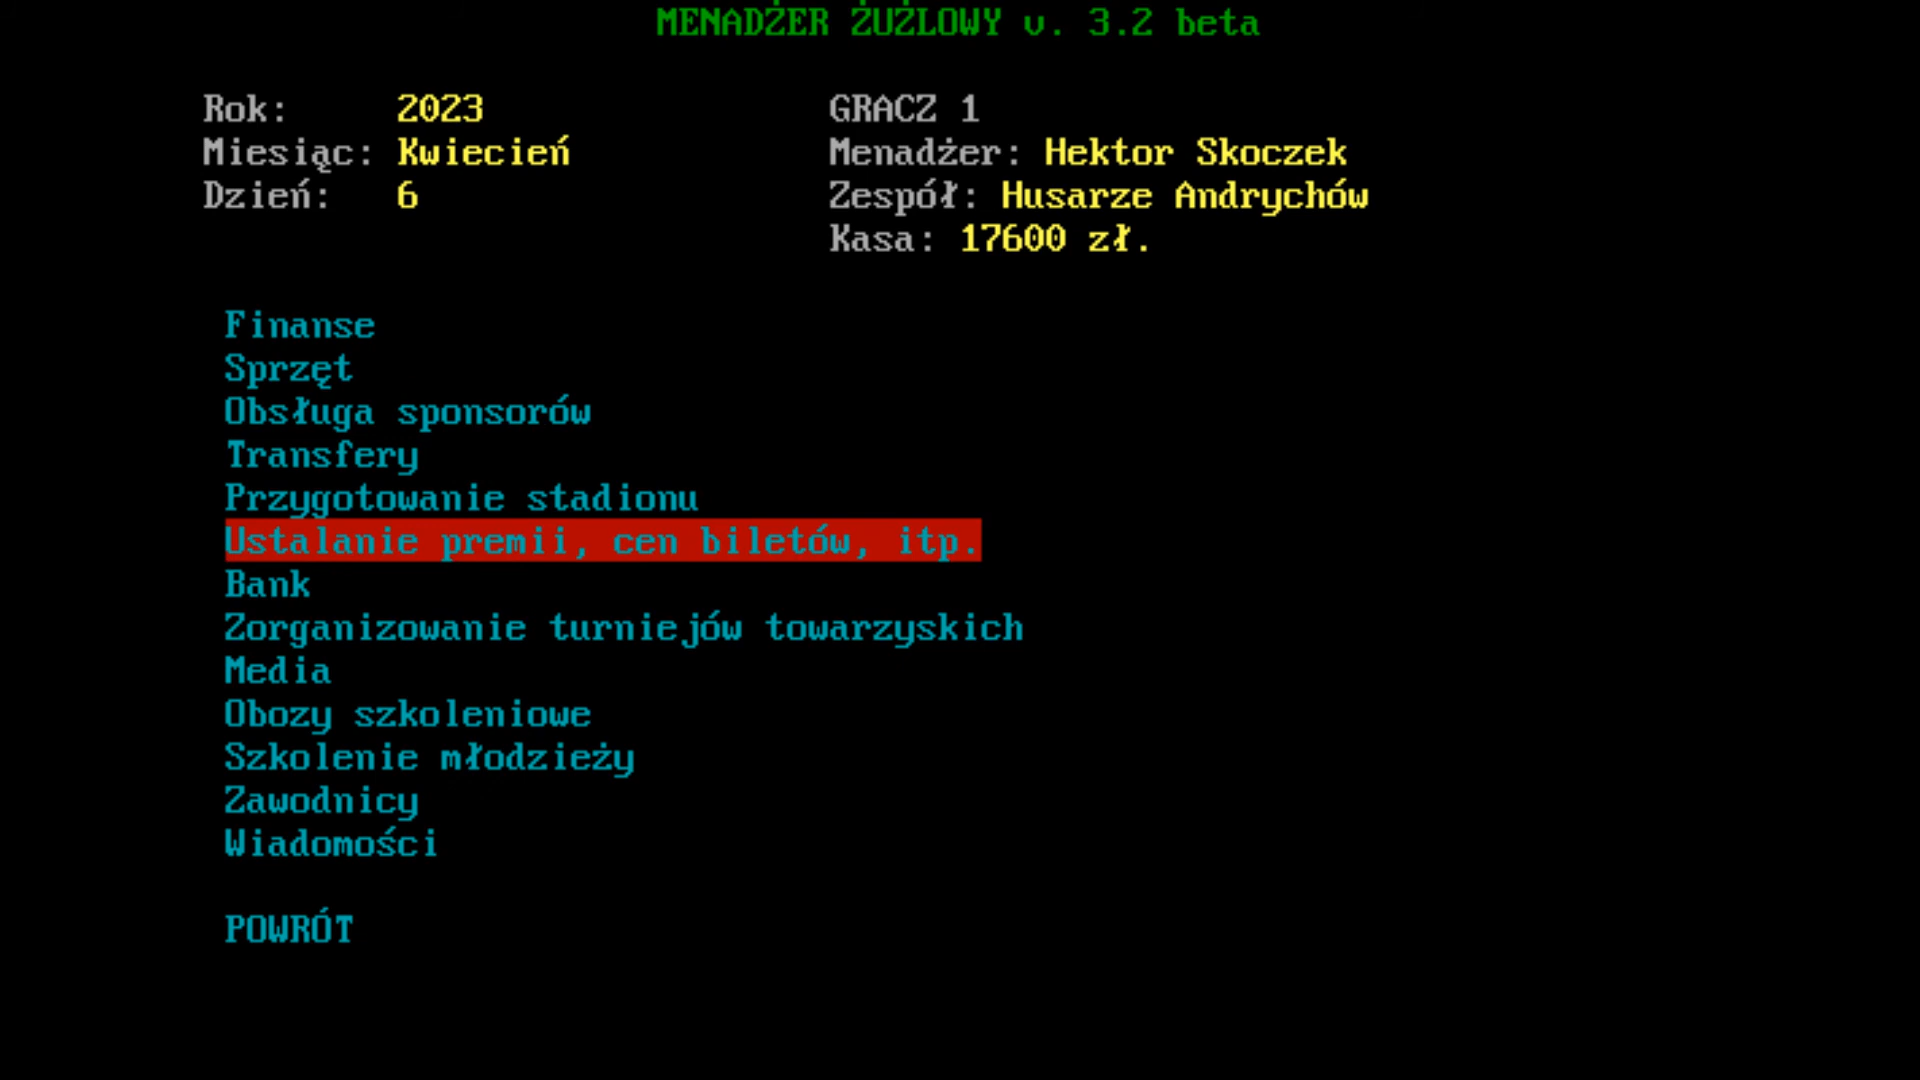 MENADŻER ŻUŻLOWY v. 3.2 beta
Rok: 2023
GRACZ 1
Miesiąc: Kwiecień
Menadżer: Hektor Skoczek
Dzień: 6
Zespół: Husarze Andrychów
Kasa: 17600 zł.
Finanse
Sprzęt
Obsługa sponsorów
Transfery
Przygotowanie stadionu
Ustalanie premii, cen biletów, itp.
Bank
Zorganizowanie turniejów towarzyskich
Media
Obozy szkoleniowe
Szkolenie młodzieży
Zawodnicy
Wiadomości
POWRÓT